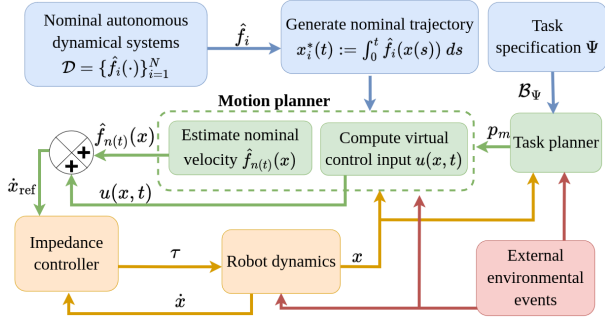 Nominal autonomous
dynamical systems
𝒟 = {f̂ᵢ(·)}ᵢ₌₁ᴺ
f̂ᵢ
Generate nominal trajectory
xᵢ*(t) := ∫₀ᵗ f̂ᵢ(x(s)) ds
Task
specification Ψ
ℬ_Ψ
Motion planner
f̂ₙ₍ₜ₎(x)
Estimate nominal
velocity f̂ₙ₍ₜ₎(x)
Compute virtual
control input u(x, t)
pₘ
Task planner
+
+
ẋ_ref
u(x, t)
Impedance
controller
τ
Robot dynamics
x
ẋ
External
environmental
events